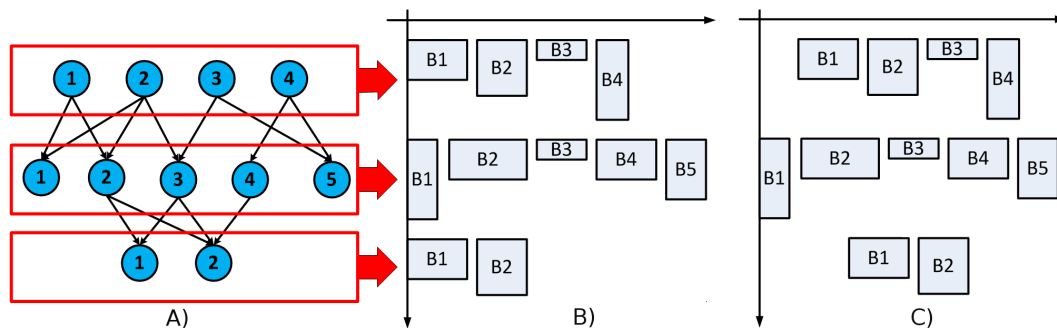 1 2 3 4
1 2 3 4 5
1 2
A)
B1 B2 B3 B4
B1 B2 B3 B4 B5
B1 B2
B)
B1 B2 B3 B4
B1 B2 B3 B4 B5
B1 B2
C)